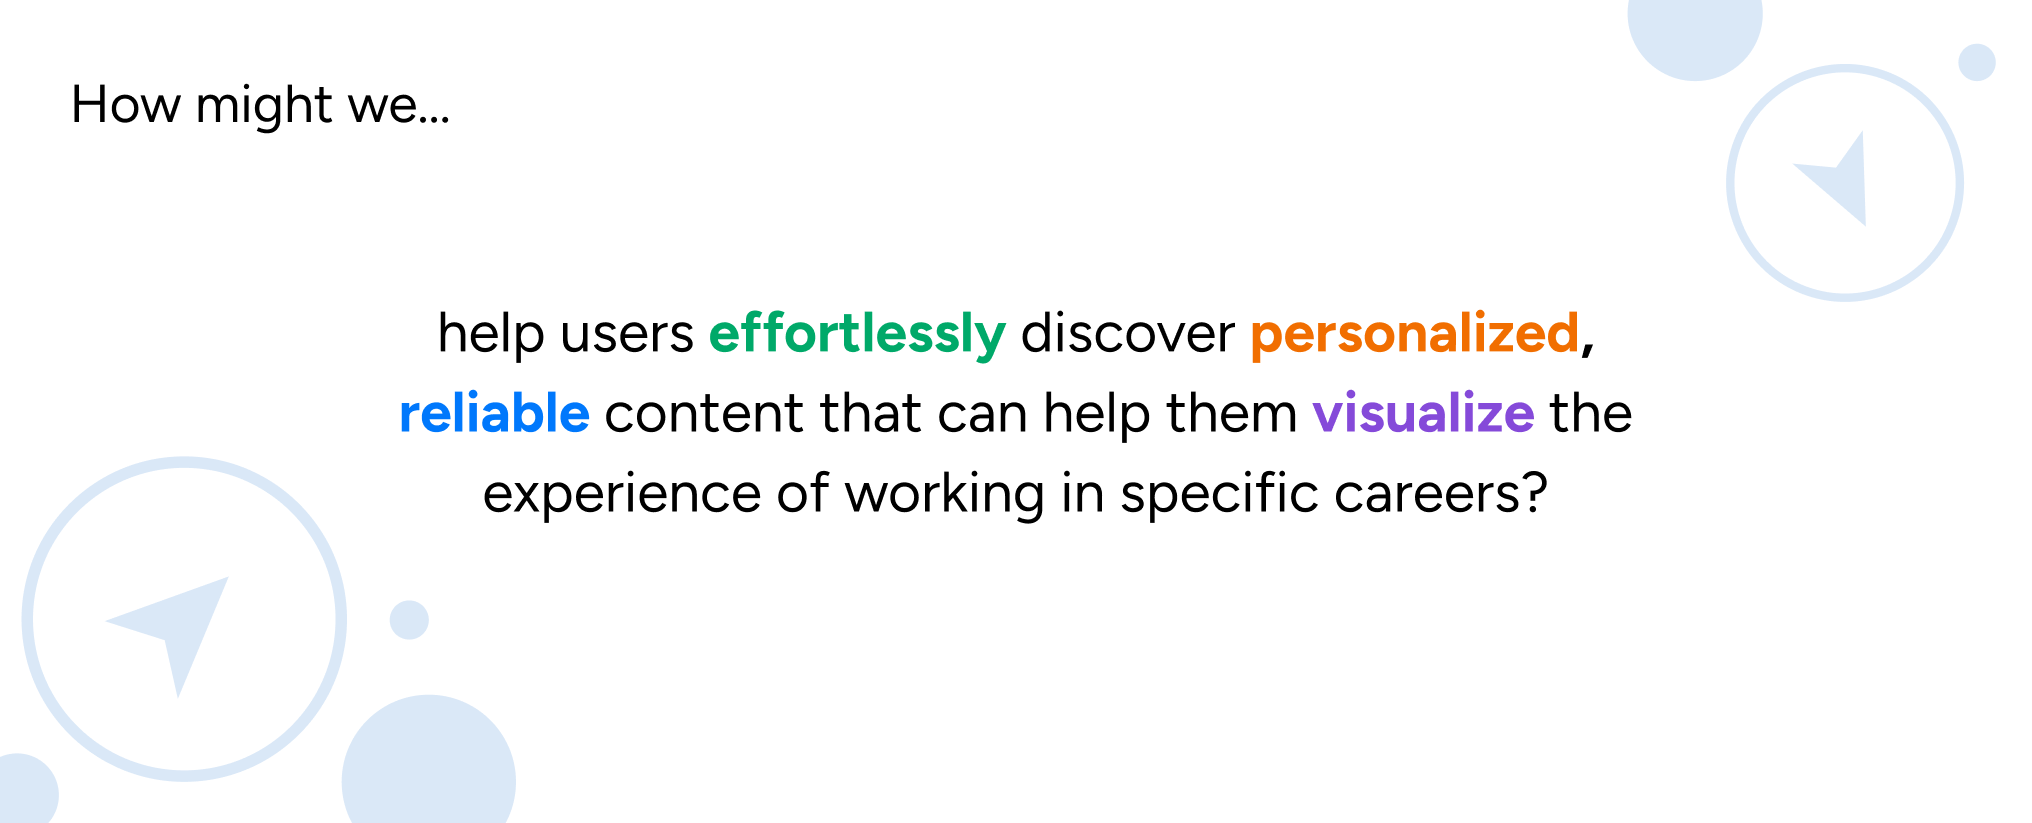 How might we...
help users effortlessly discover personalized,
reliable content that can help them visualize the
experience of working in specific careers?